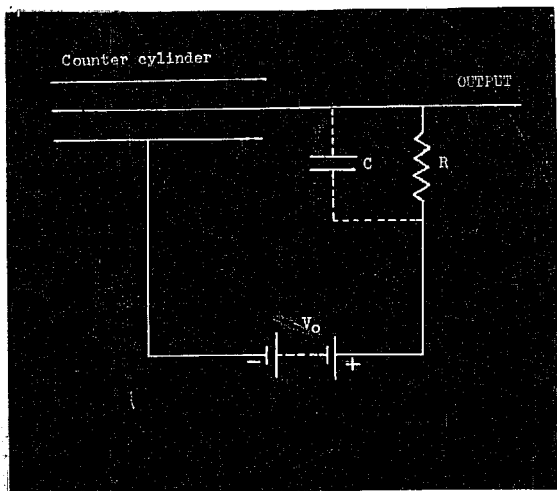 Counter cylinder
OUTPUT
C
R
V₀
− +